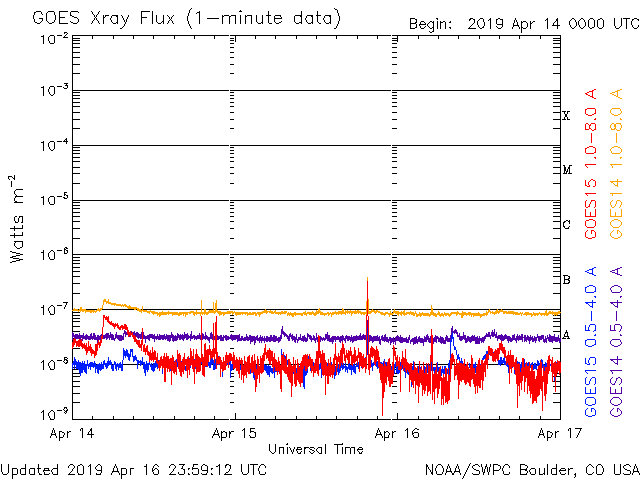 GOES Xray Flux (1-minute data)
Begin: 2019 Apr 14 0000 UTC
10⁻²
10⁻³
10⁻⁴
10⁻⁵
10⁻⁶
10⁻⁷
10⁻⁸
10⁻⁹
Watts m⁻²
X
M
C
B
A
GOES15 1.0-8.0 A
GOES14 1.0-8.0 A
GOES15 0.5-4.0 A
GOES14 0.5-4.0 A
Apr 14
Apr 15
Apr 16
Apr 17
Universal Time
Updated 2019 Apr 16 23:59:12 UTC
NOAA/SWPC Boulder, CO USA